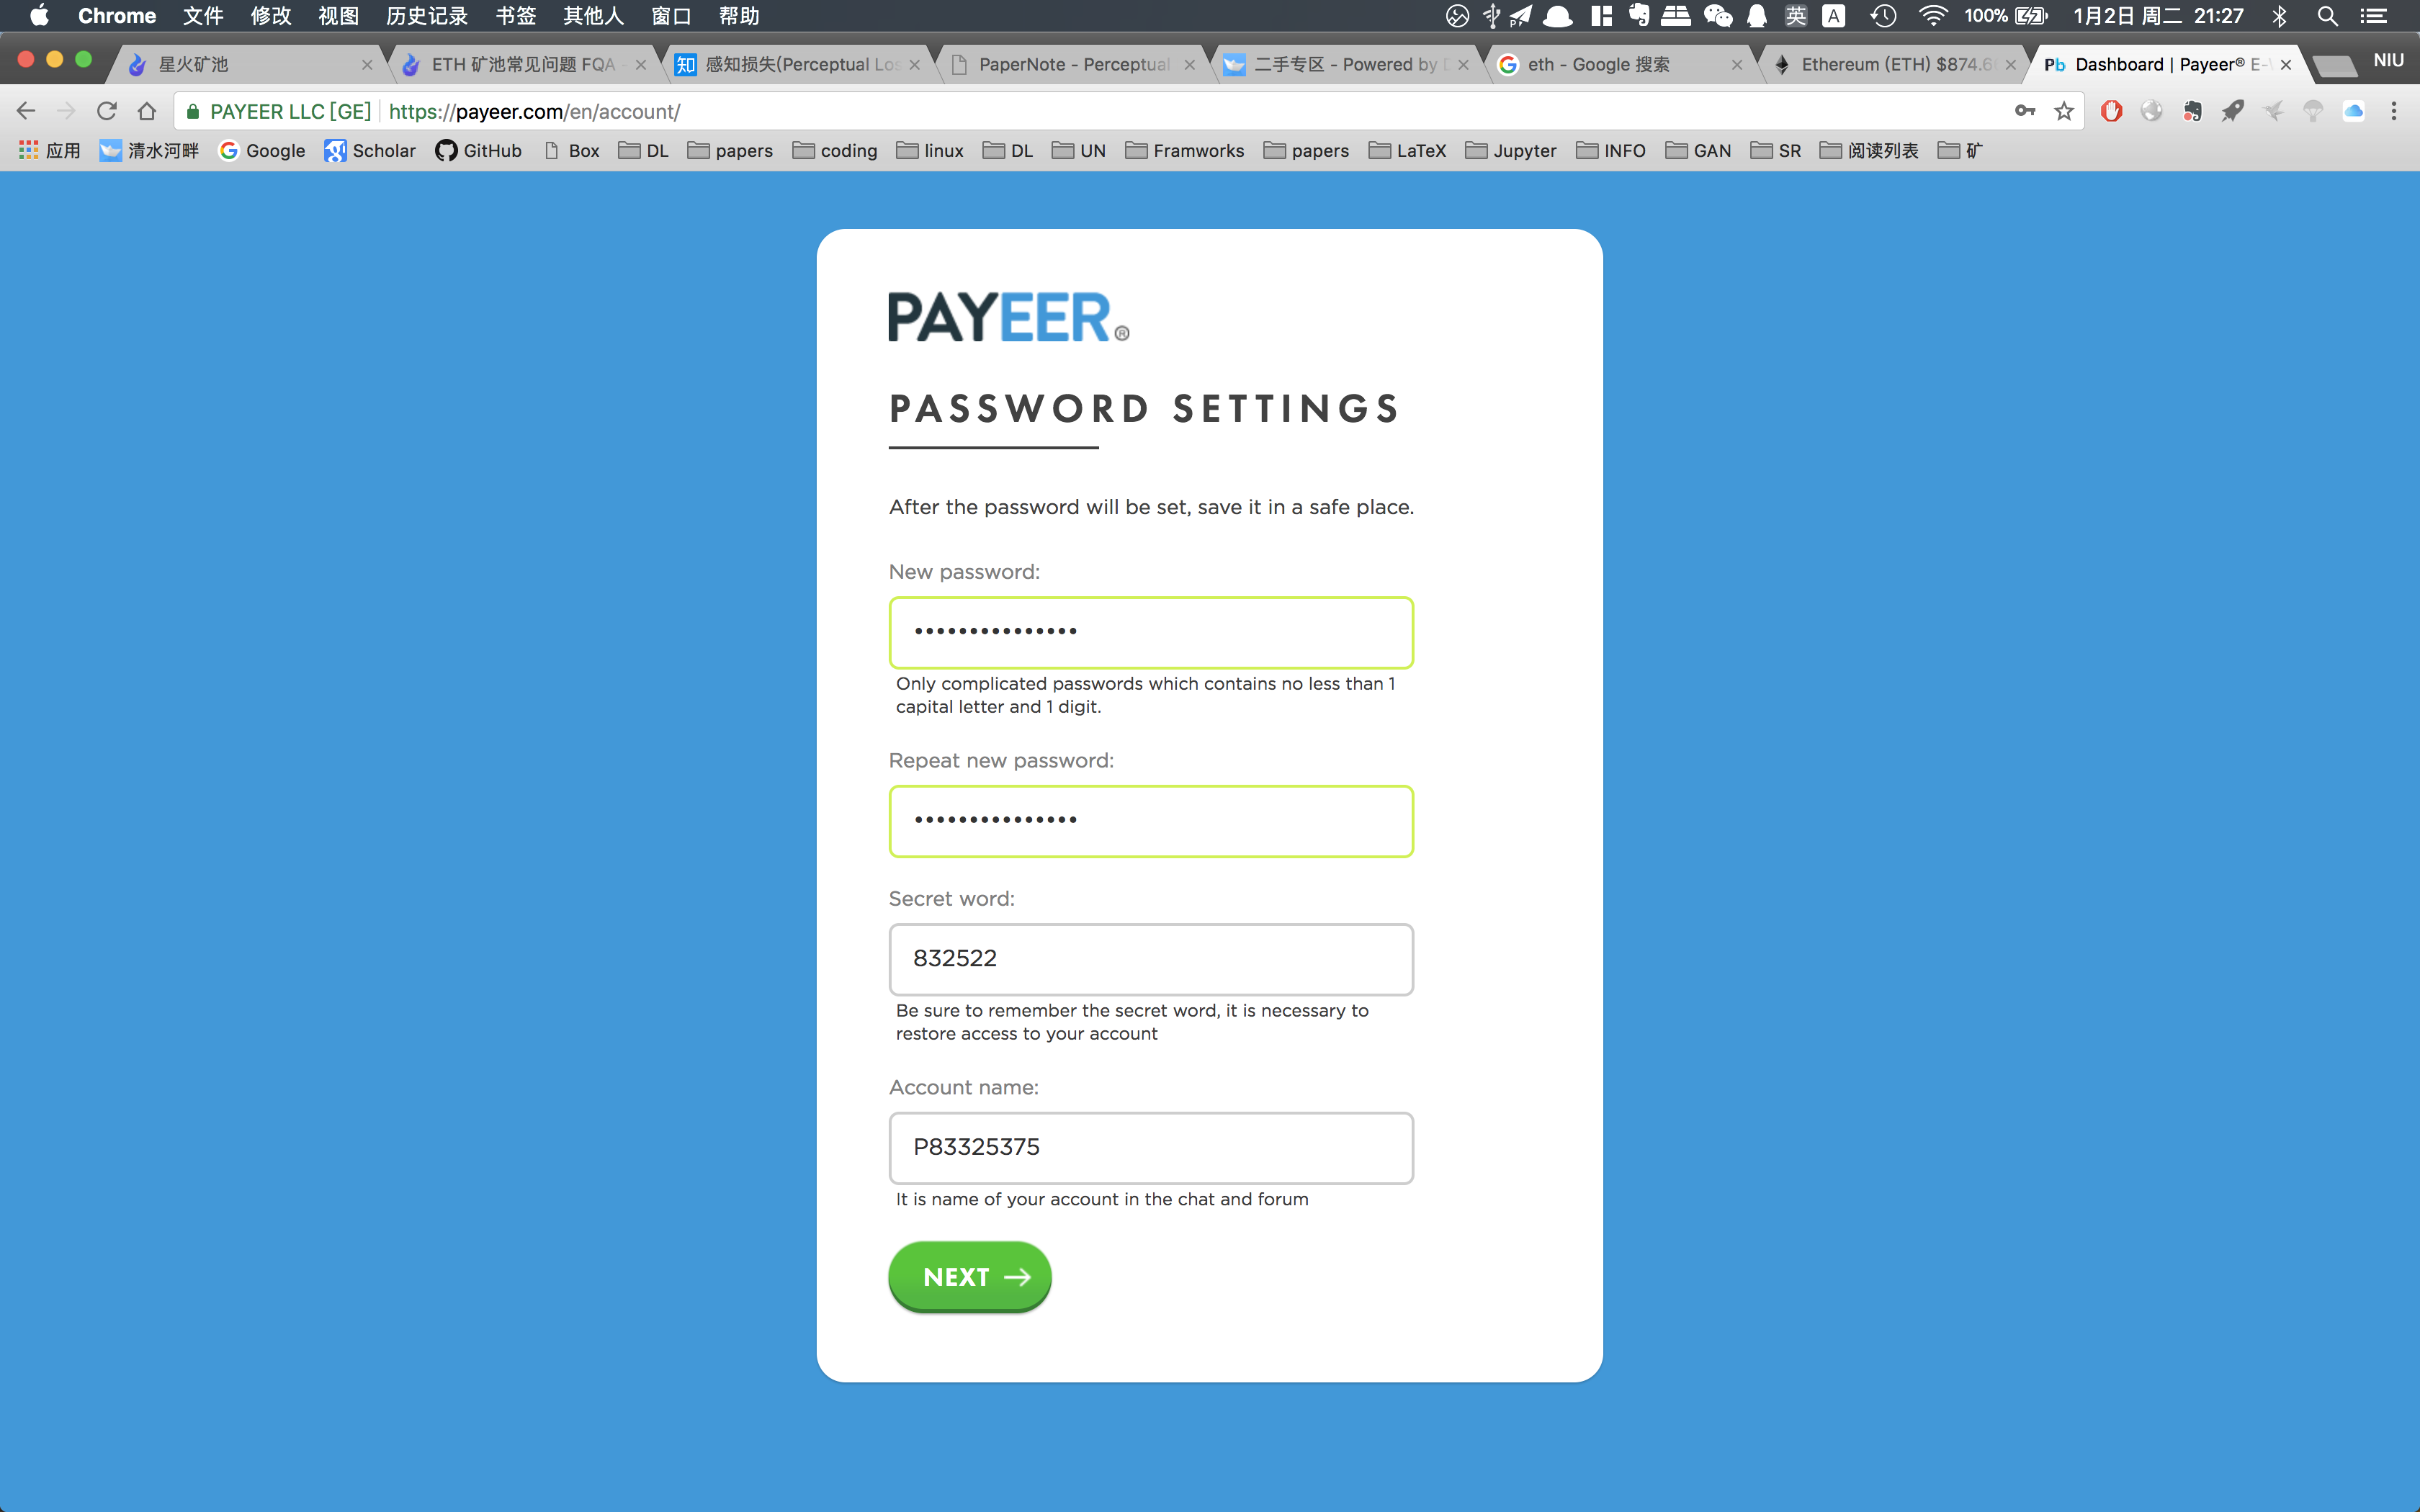 Chrome 文件 修改 视图 历史记录 书签 其他人 窗口 帮助 英 A 100% 1月2日 周二 21:27
星火矿池 ETH 矿池常见问题 FQA - 知 感知损失(Perceptual Los PaperNote - Perceptual 二手专区 - Powered by D G eth - Google 搜索 Ethereum (ETH) $874.6 Pb Dashboard | Payeer® E- NIU
PAYEER LLC [GE] https://payeer.com/en/account/
应用 清水河畔 Google Scholar GitHub Box DL papers coding linux DL UN Framworks papers LaTeX Jupyter INFO GAN SR 阅读列表 矿
PAYEER®
PASSWORD SETTINGS
After the password will be set, save it in a safe place.
New password:
•••••••••••••••
Only complicated passwords which contains no less than 1
capital letter and 1 digit.
Repeat new password:
•••••••••••••••
Secret word:
832522
Be sure to remember the secret word, it is necessary to
restore access to your account
Account name:
P83325375
It is name of your account in the chat and forum
NEXT →